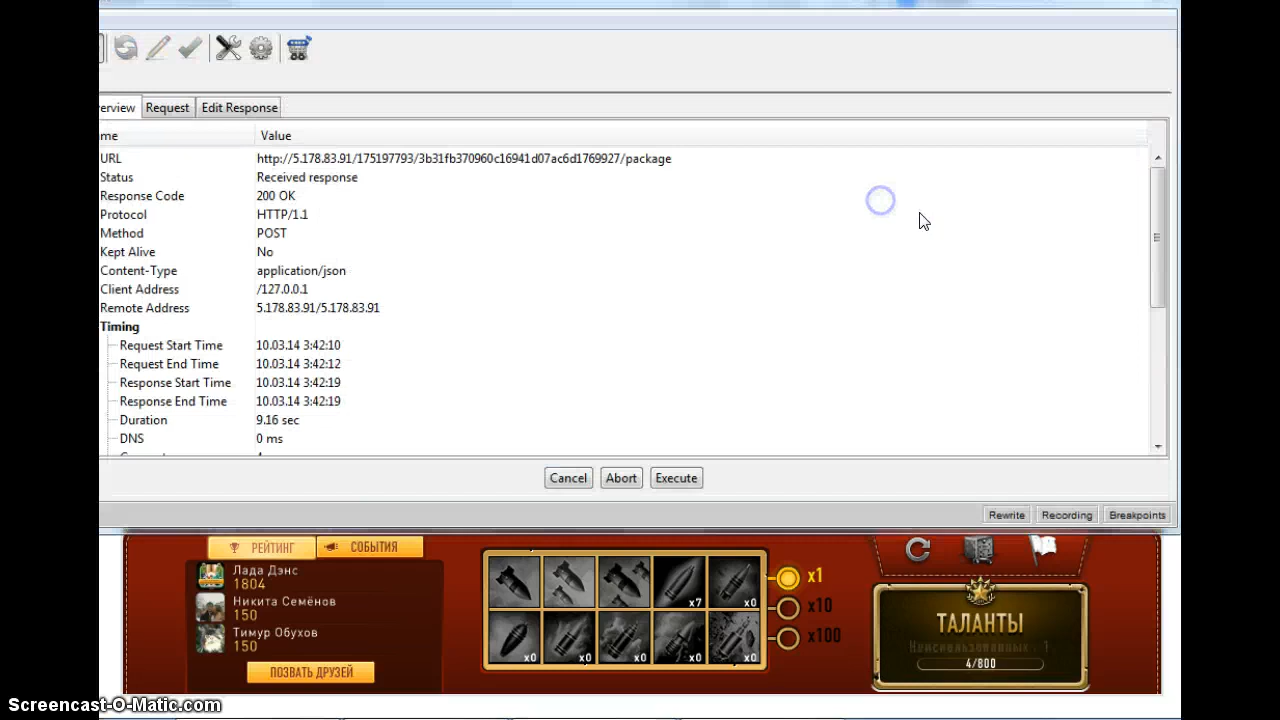 erview Request Edit Response
me Value
URL http://5.178.83.91/175197793/3b31fb370960c16941d07ac6d1769927/package
Status Received response
Response Code 200 OK
Protocol HTTP/1.1
Method POST
Kept Alive No
Content-Type application/json
Client Address /127.0.0.1
Remote Address 5.178.83.91/5.178.83.91
Timing
Request Start Time 10.03.14 3:42:10
Request End Time 10.03.14 3:42:12
Response Start Time 10.03.14 3:42:19
Response End Time 10.03.14 3:42:19
Duration 9.16 sec
DNS 0 ms
Cancel Abort Execute
Rewrite Recording Breakpoints
РЕЙТИНГ СОБЫТИЯ
Лада Дэнс
1804
Никита Семёнов
150
Тимур Обухов
150
ПОЗВАТЬ ДРУЗЕЙ
x7 x0
x0 x0 x0 x0 x0
x1
x10
x100
ТАЛАНТЫ
Неиспользованных: 1
4/800
Screencast-O-Matic.com